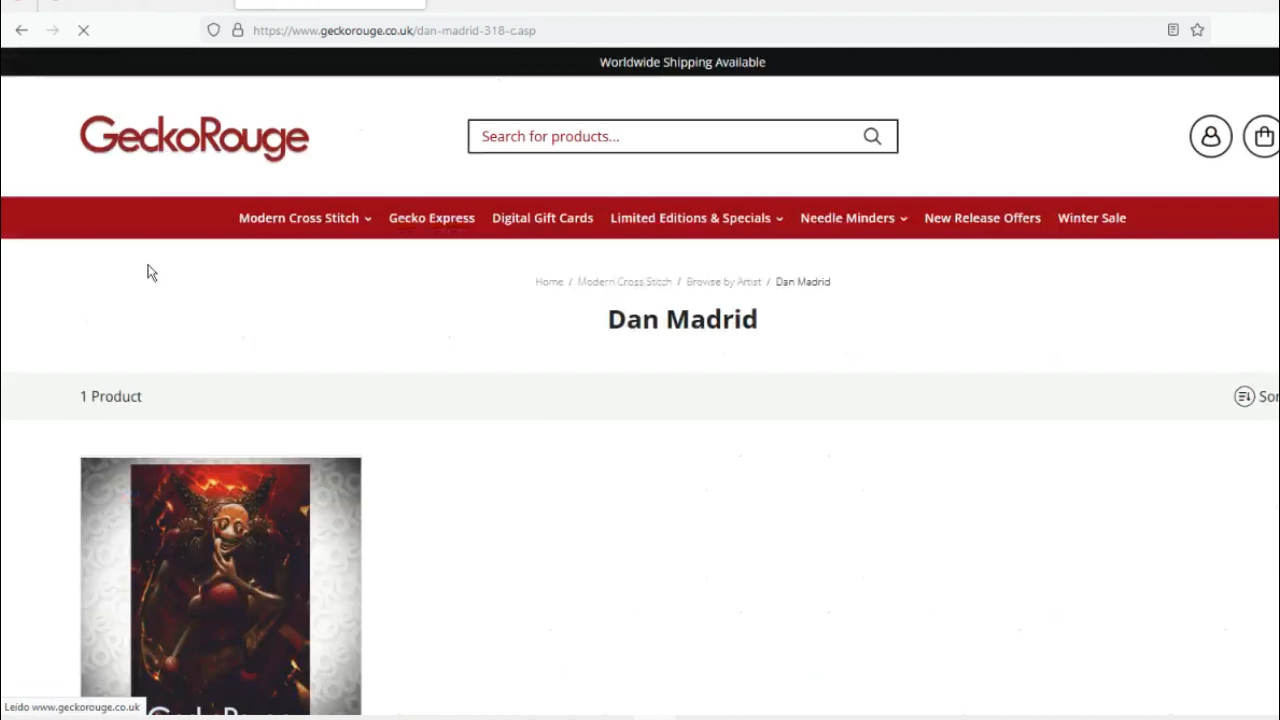 https://www.geckorouge.co.uk/dan-madrid-318-c.asp
Worldwide Shipping Available
GeckoRouge
Search for products...
Modern Cross Stitch
Gecko Express
Digital Gift Cards
Limited Editions & Specials
Needle Minders
New Release Offers
Winter Sale
Home / Modern Cross Stitch / Browse by Artist / Dan Madrid
Dan Madrid
1 Product
Sor
GeckoRouge
Leído www.geckorouge.co.uk